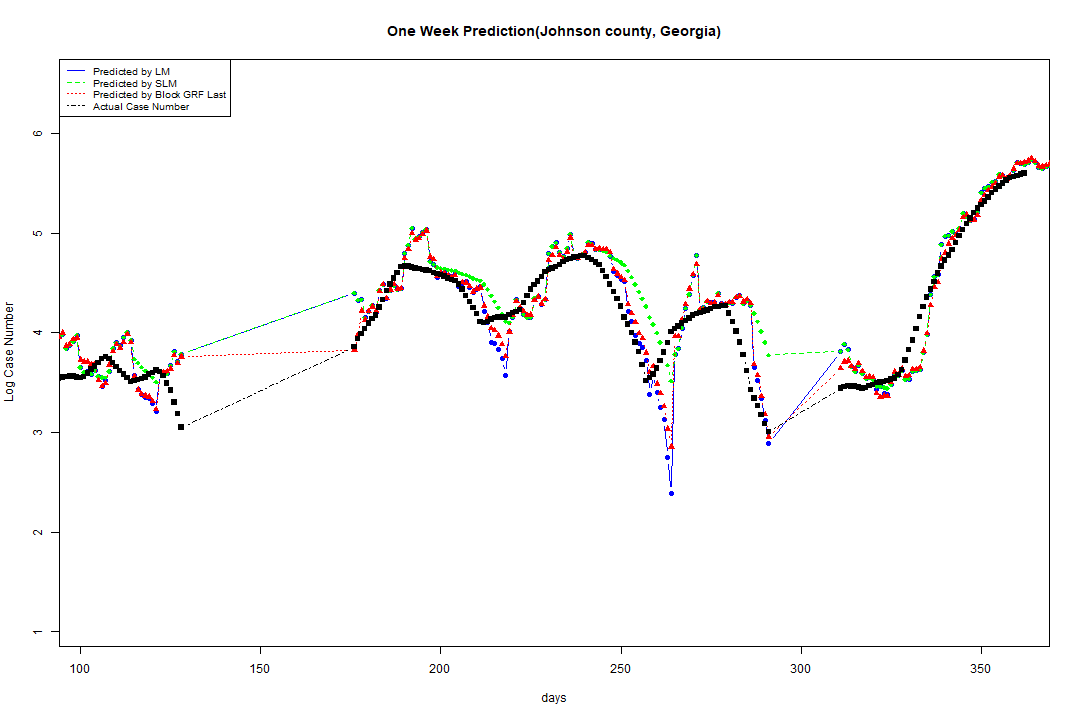 One Week Prediction(Johnson county, Georgia)
Predicted by LM
Predicted by SLM
Predicted by Block GRF Last
Actual Case Number
Log Case Number
6
5
4
3
2
1
100 150 200 250 300 350
days